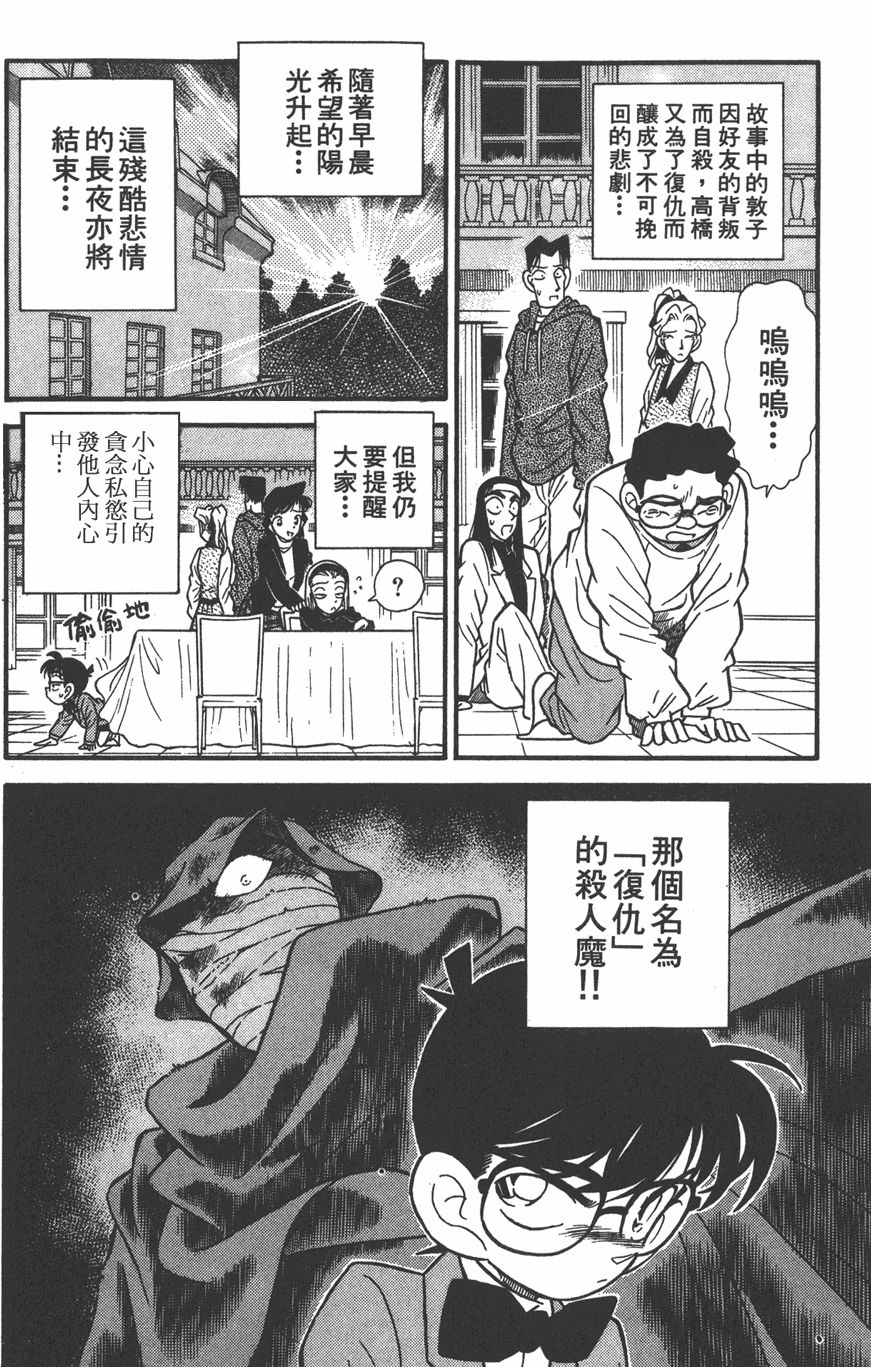 故事中的敦子
因好友的背叛
而自殺，高橋
又為了復仇而
釀成了不可挽
回的悲劇…
嗚嗚嗚…
隨著早晨
希望的陽
光升起…
這殘酷悲情
的長夜亦將
結束…
但我仍
要提醒
大家…
？
小心自己的
貪念私慾引
發他人內心
中…
偷偷地
那個名為
「復仇」
的殺人魔!!